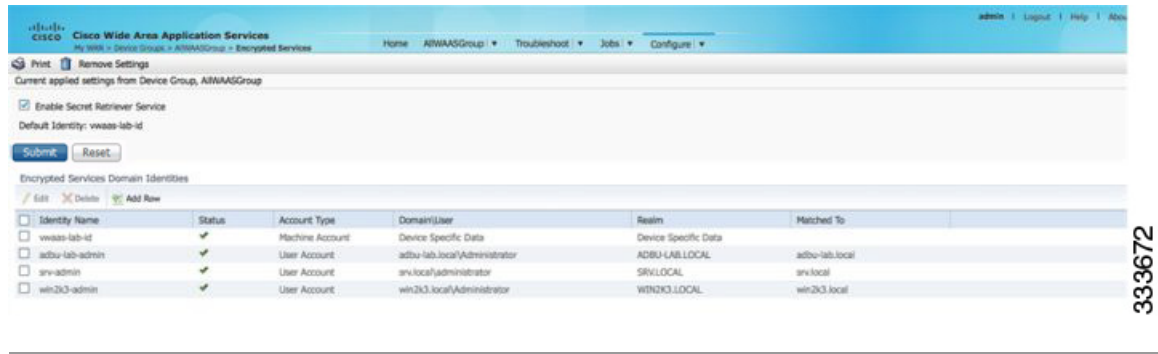 admin | Logout | Help | Abou
CISCO Cisco Wide Area Application Services
My WAN > Device Groups > AllWAASGroup > Encrypted Services
Home AllWAASGroup Troubleshoot Jobs Configure
Print Remove Settings
Current applied settings from Device Group, AllWAASGroup
Enable Secret Retriever Service
Default Identity: vwaas-lab-id
Submit Reset
Encrypted Services Domain Identities
Edit Delete Add Row
Identity Name Status Account Type Domain\User Realm Matched To
vwaas-lab-id Machine Account Device Specific Data Device Specific Data
adbu-lab-admin User Account adbu-lab.local\Administrator ADBU-LAB.LOCAL adbu-lab.local
srv-admin User Account srv.local\administrator SRV.LOCAL srv.local
win2k3-admin User Account win2k3.local\Administrator WIN2K3.LOCAL win2k3.local
333672